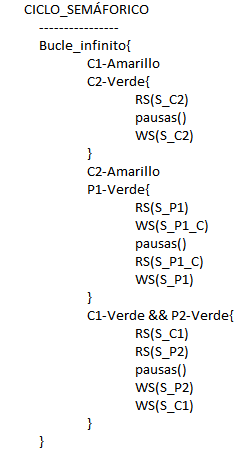 CICLO_SEMÁFORICO
----------------
Bucle_infinito{
C1-Amarillo
C2-Verde{
RS(S_C2)
pausas()
WS(S_C2)
}
C2-Amarillo
P1-Verde{
RS(S_P1)
WS(S_P1_C)
pausas()
RS(S_P1_C)
WS(S_P1)
}
C1-Verde && P2-Verde{
RS(S_C1)
RS(S_P2)
pausas()
WS(S_P2)
WS(S_C1)
}
}